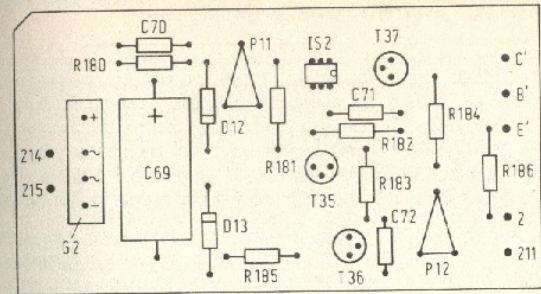 C70
P11
IS2
T37
C'
R180
B'
+
+
D12
C71
R184
E'
214
~
R182
R181
C69
~
R183
R186
215
T35
C72
-
D13
2
G2
R185
T36
P12
211